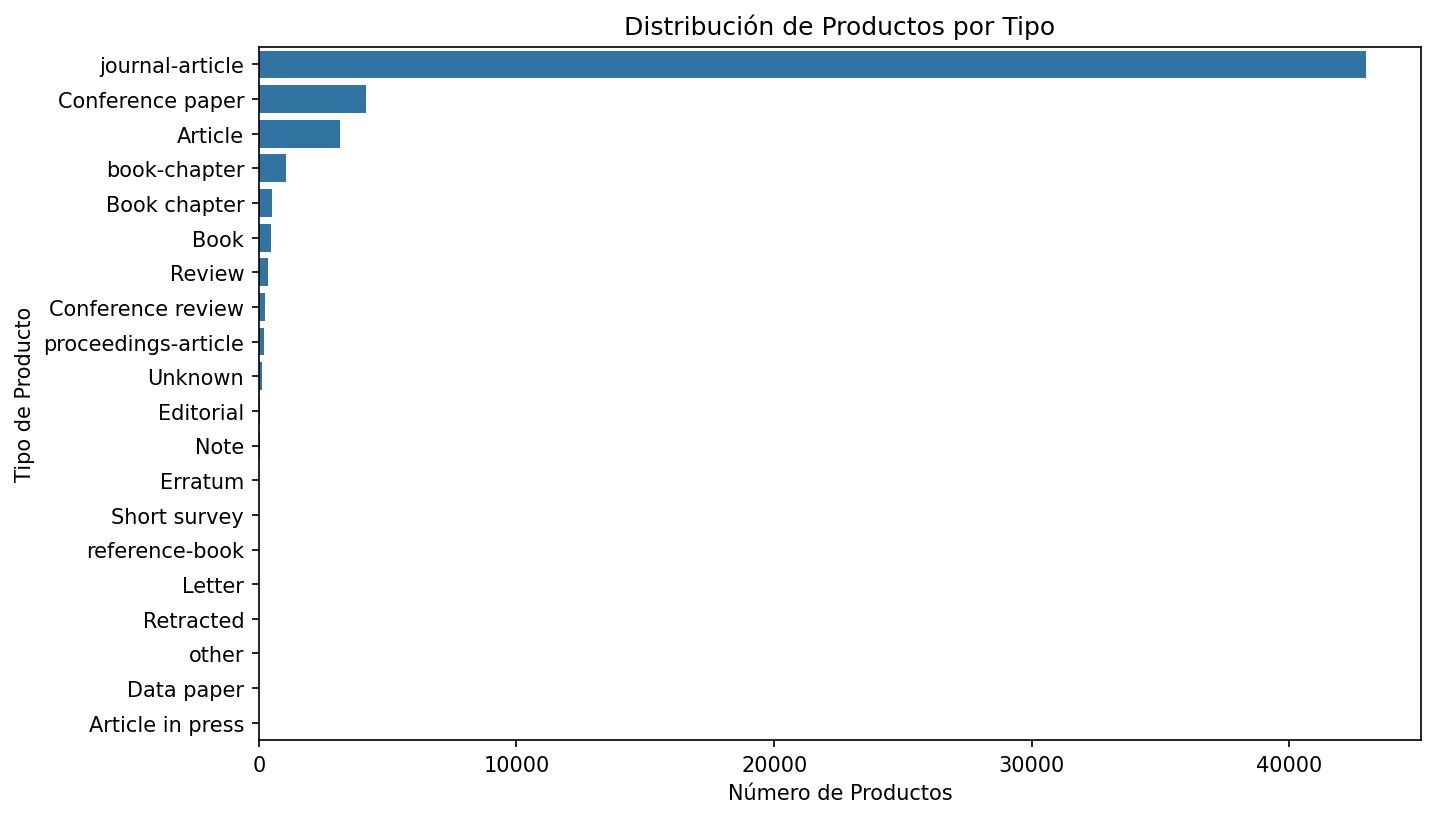 Distribución de Productos por Tipo
journal-article
Conference paper
Article
book-chapter
Book chapter
Book
Review
Conference review
proceedings-article
Unknown
Editorial
Note
Erratum
Short survey
reference-book
Letter
Retracted
other
Data paper
Article in press
Tipo de Producto
0 10000 20000 30000 40000
Número de Productos